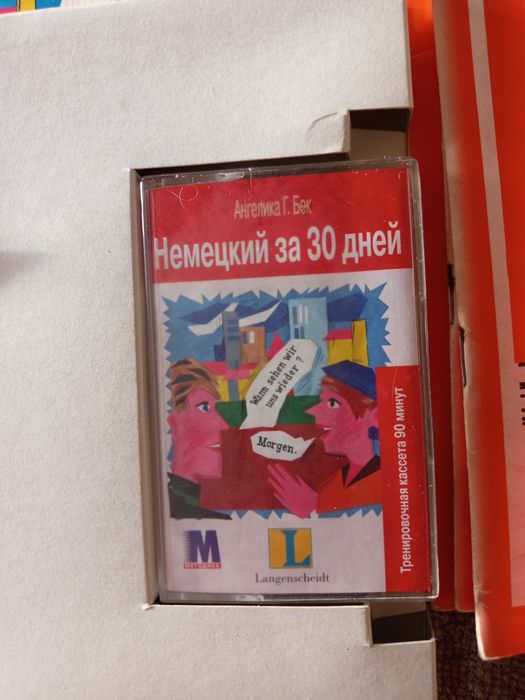 Ангелика Г. Бек
Немецкий за 30 дней
Wann sehen wir
uns wieder?
Morgen.
Тренировочная кассета 90 минут
М
МЕТОДИКА
L
Langenscheidt